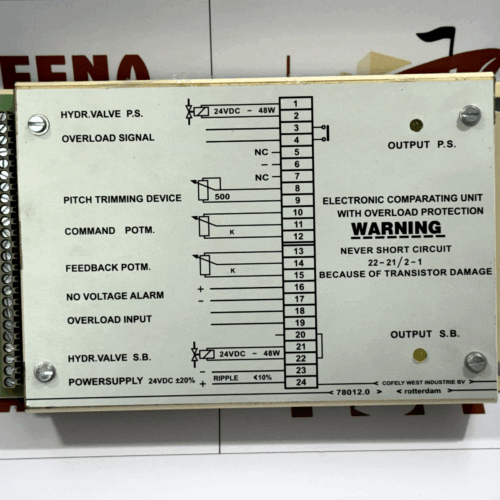 EENA
HYDR.VALVE P.S. 24VDC – 48W 1
2
OVERLOAD SIGNAL 3
4
NC 5
– 6
NC 7
PITCH TRIMMING DEVICE 500 8
9
COMMAND POTM. K 10
11
12
FEEDBACK POTM. K 13
14
15
NO VOLTAGE ALARM + 16
– 17
OVERLOAD INPUT 18
19
20
HYDR.VALVE S.B. 24VDC – 48W 21
22
POWERSUPPLY 24VDC ±20% – + RIPPLE <10% 23
24
OUTPUT P.S.
ELECTRONIC COMPARATING UNIT
WITH OVERLOAD PROTECTION
WARNING
NEVER SHORT CIRCUIT
22–21/2–1
BECAUSE OF TRANSISTOR DAMAGE
OUTPUT S.B.
COFELY WEST INDUSTRIE BV
78012.0 < rotterdam >